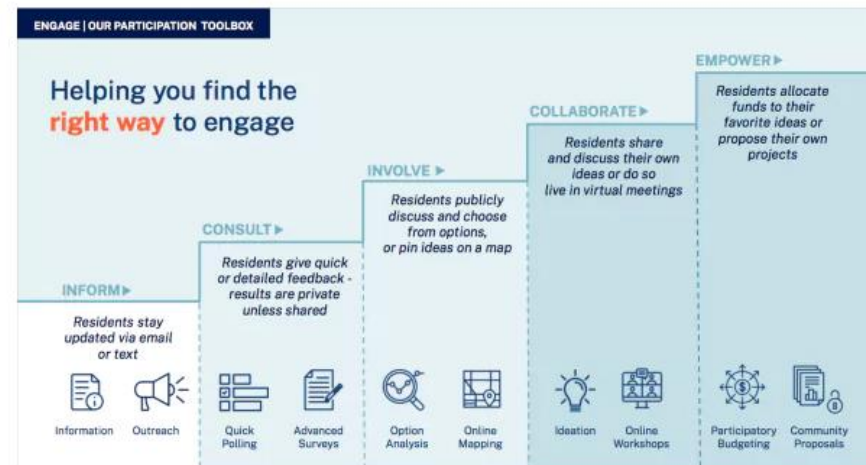 ENGAGE | OUR PARTICIPATION TOOLBOX
Helping you find the
right way to engage
INFORM
Residents stay
updated via email
or text
Information
Outreach
CONSULT
Residents give quick
or detailed feedback -
results are private
unless shared
Quick
Polling
Advanced
Surveys
INVOLVE
Residents publicly
discuss and choose
from options,
or pin ideas on a map
Option
Analysis
Online
Mapping
COLLABORATE
Residents share
and discuss their own
ideas or do so
live in virtual meetings
Ideation
Online
Workshops
EMPOWER
Residents allocate
funds to their
favorite ideas or
propose their own
projects
Participatory
Budgeting
Community
Proposals